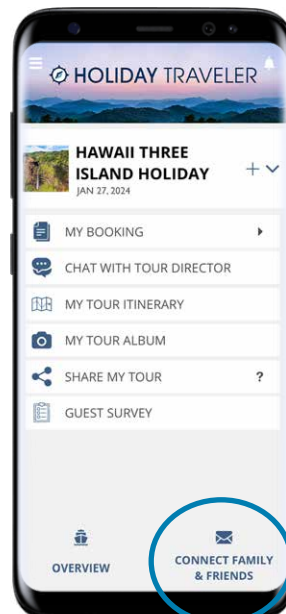 HOLIDAY TRAVELER
HAWAII THREE
ISLAND HOLIDAY
JAN 27, 2024
MY BOOKING
CHAT WITH TOUR DIRECTOR
MY TOUR ITINERARY
MY TOUR ALBUM
SHARE MY TOUR ?
GUEST SURVEY
OVERVIEW
CONNECT FAMILY
& FRIENDS